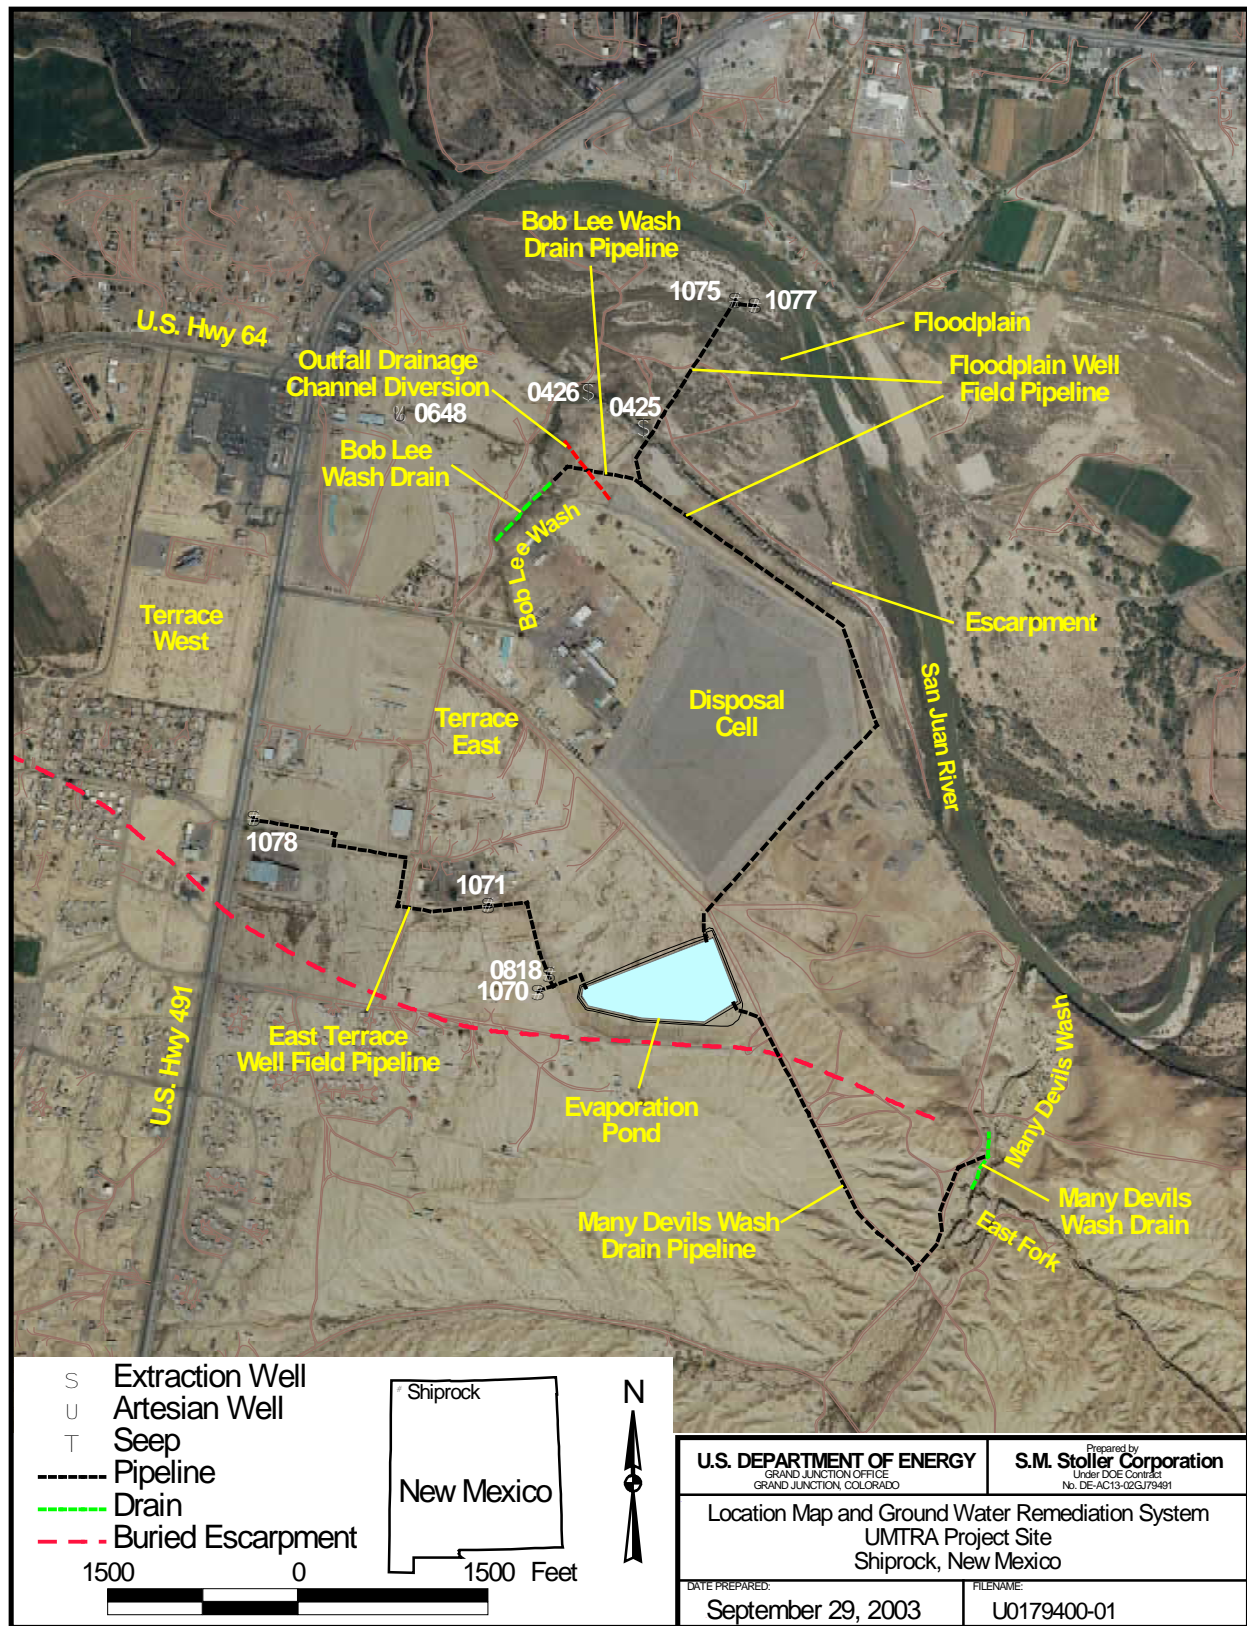 Bob Lee Wash
Drain Pipeline
1075
1077
U.S. Hwy 64
Floodplain
Outfall Drainage
Channel Diversion
Floodplain Well
Field Pipeline
0426
0425
0648
Bob Lee
Wash Drain
Bob Lee Wash
Terrace
West
Escarpment
San Juan River
Disposal
Cell
Terrace
East
1078
1071
0818
1070
East Terrace
Well Field Pipeline
U.S. Hwy 491
Evaporation
Pond
Many Devils Wash
Many Devils
Wash Drain
Many Devils Wash
Drain Pipeline
East Fork
S Extraction Well
U Artesian Well
T Seep
Pipeline
Drain
Buried Escarpment
1500 0 1500 Feet
Shiprock
New Mexico
N
U.S. DEPARTMENT OF ENERGY
GRAND JUNCTION OFFICE
GRAND JUNCTION, COLORADO
Prepared by
S.M. Stoller Corporation
Under DOE Contract
No. DE-AC13-02GJ79491
Location Map and Ground Water Remediation System
UMTRA Project Site
Shiprock, New Mexico
DATE PREPARED:
September 29, 2003
FILENAME:
U0179400-01